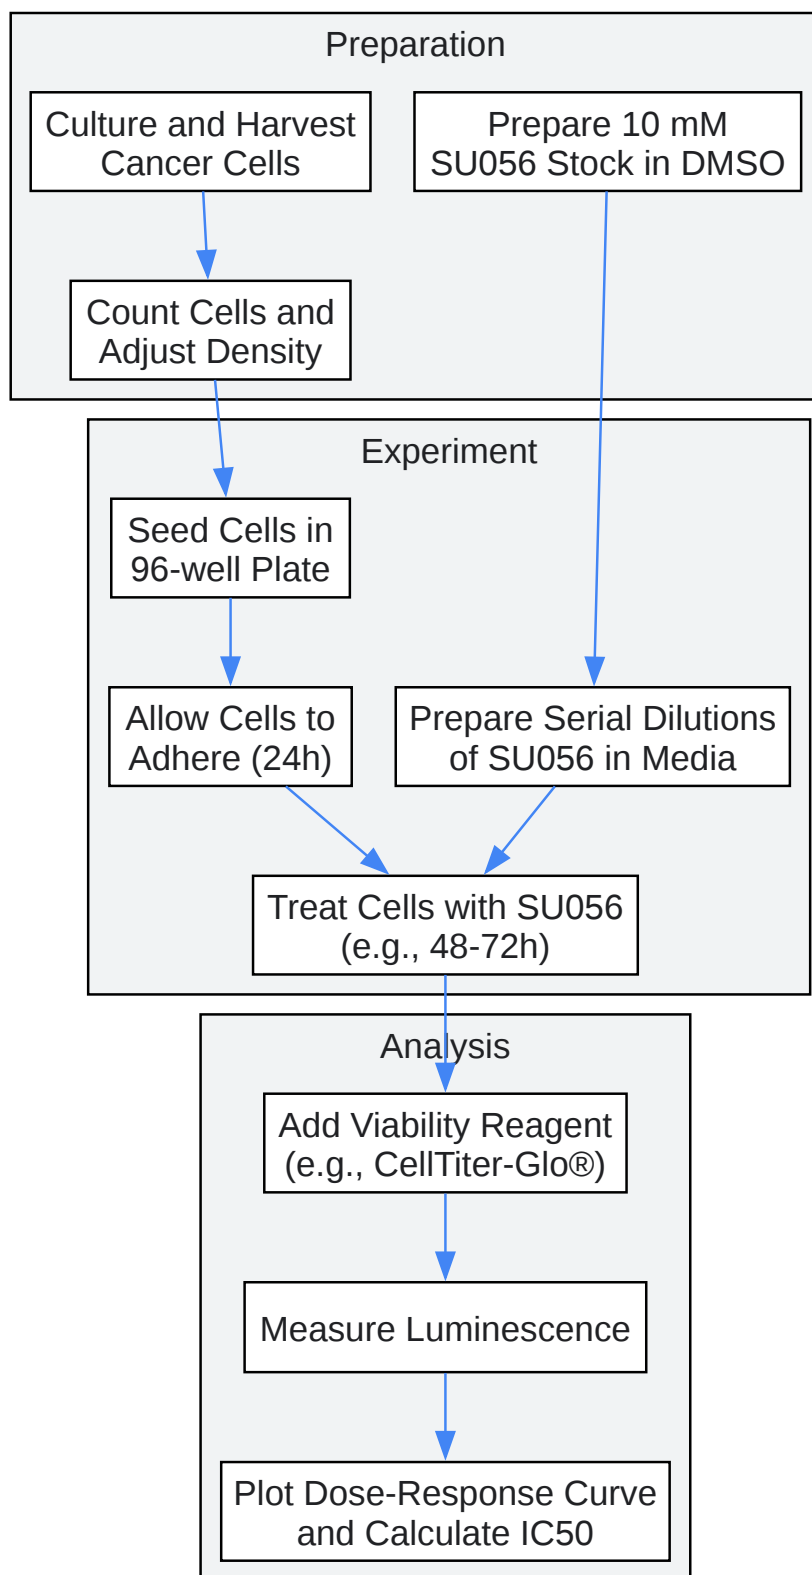 Preparation
Culture and Harvest
Cancer Cells
Prepare 10 mM
SU056 Stock in DMSO
Count Cells and
Adjust Density
Experiment
Seed Cells in
96-well Plate
Allow Cells to
Adhere (24h)
Prepare Serial Dilutions
of SU056 in Media
Treat Cells with SU056
(e.g., 48-72h)
Analysis
Add Viability Reagent
(e.g., CellTiter-Glo®)
Measure Luminescence
Plot Dose-Response Curve
and Calculate IC50